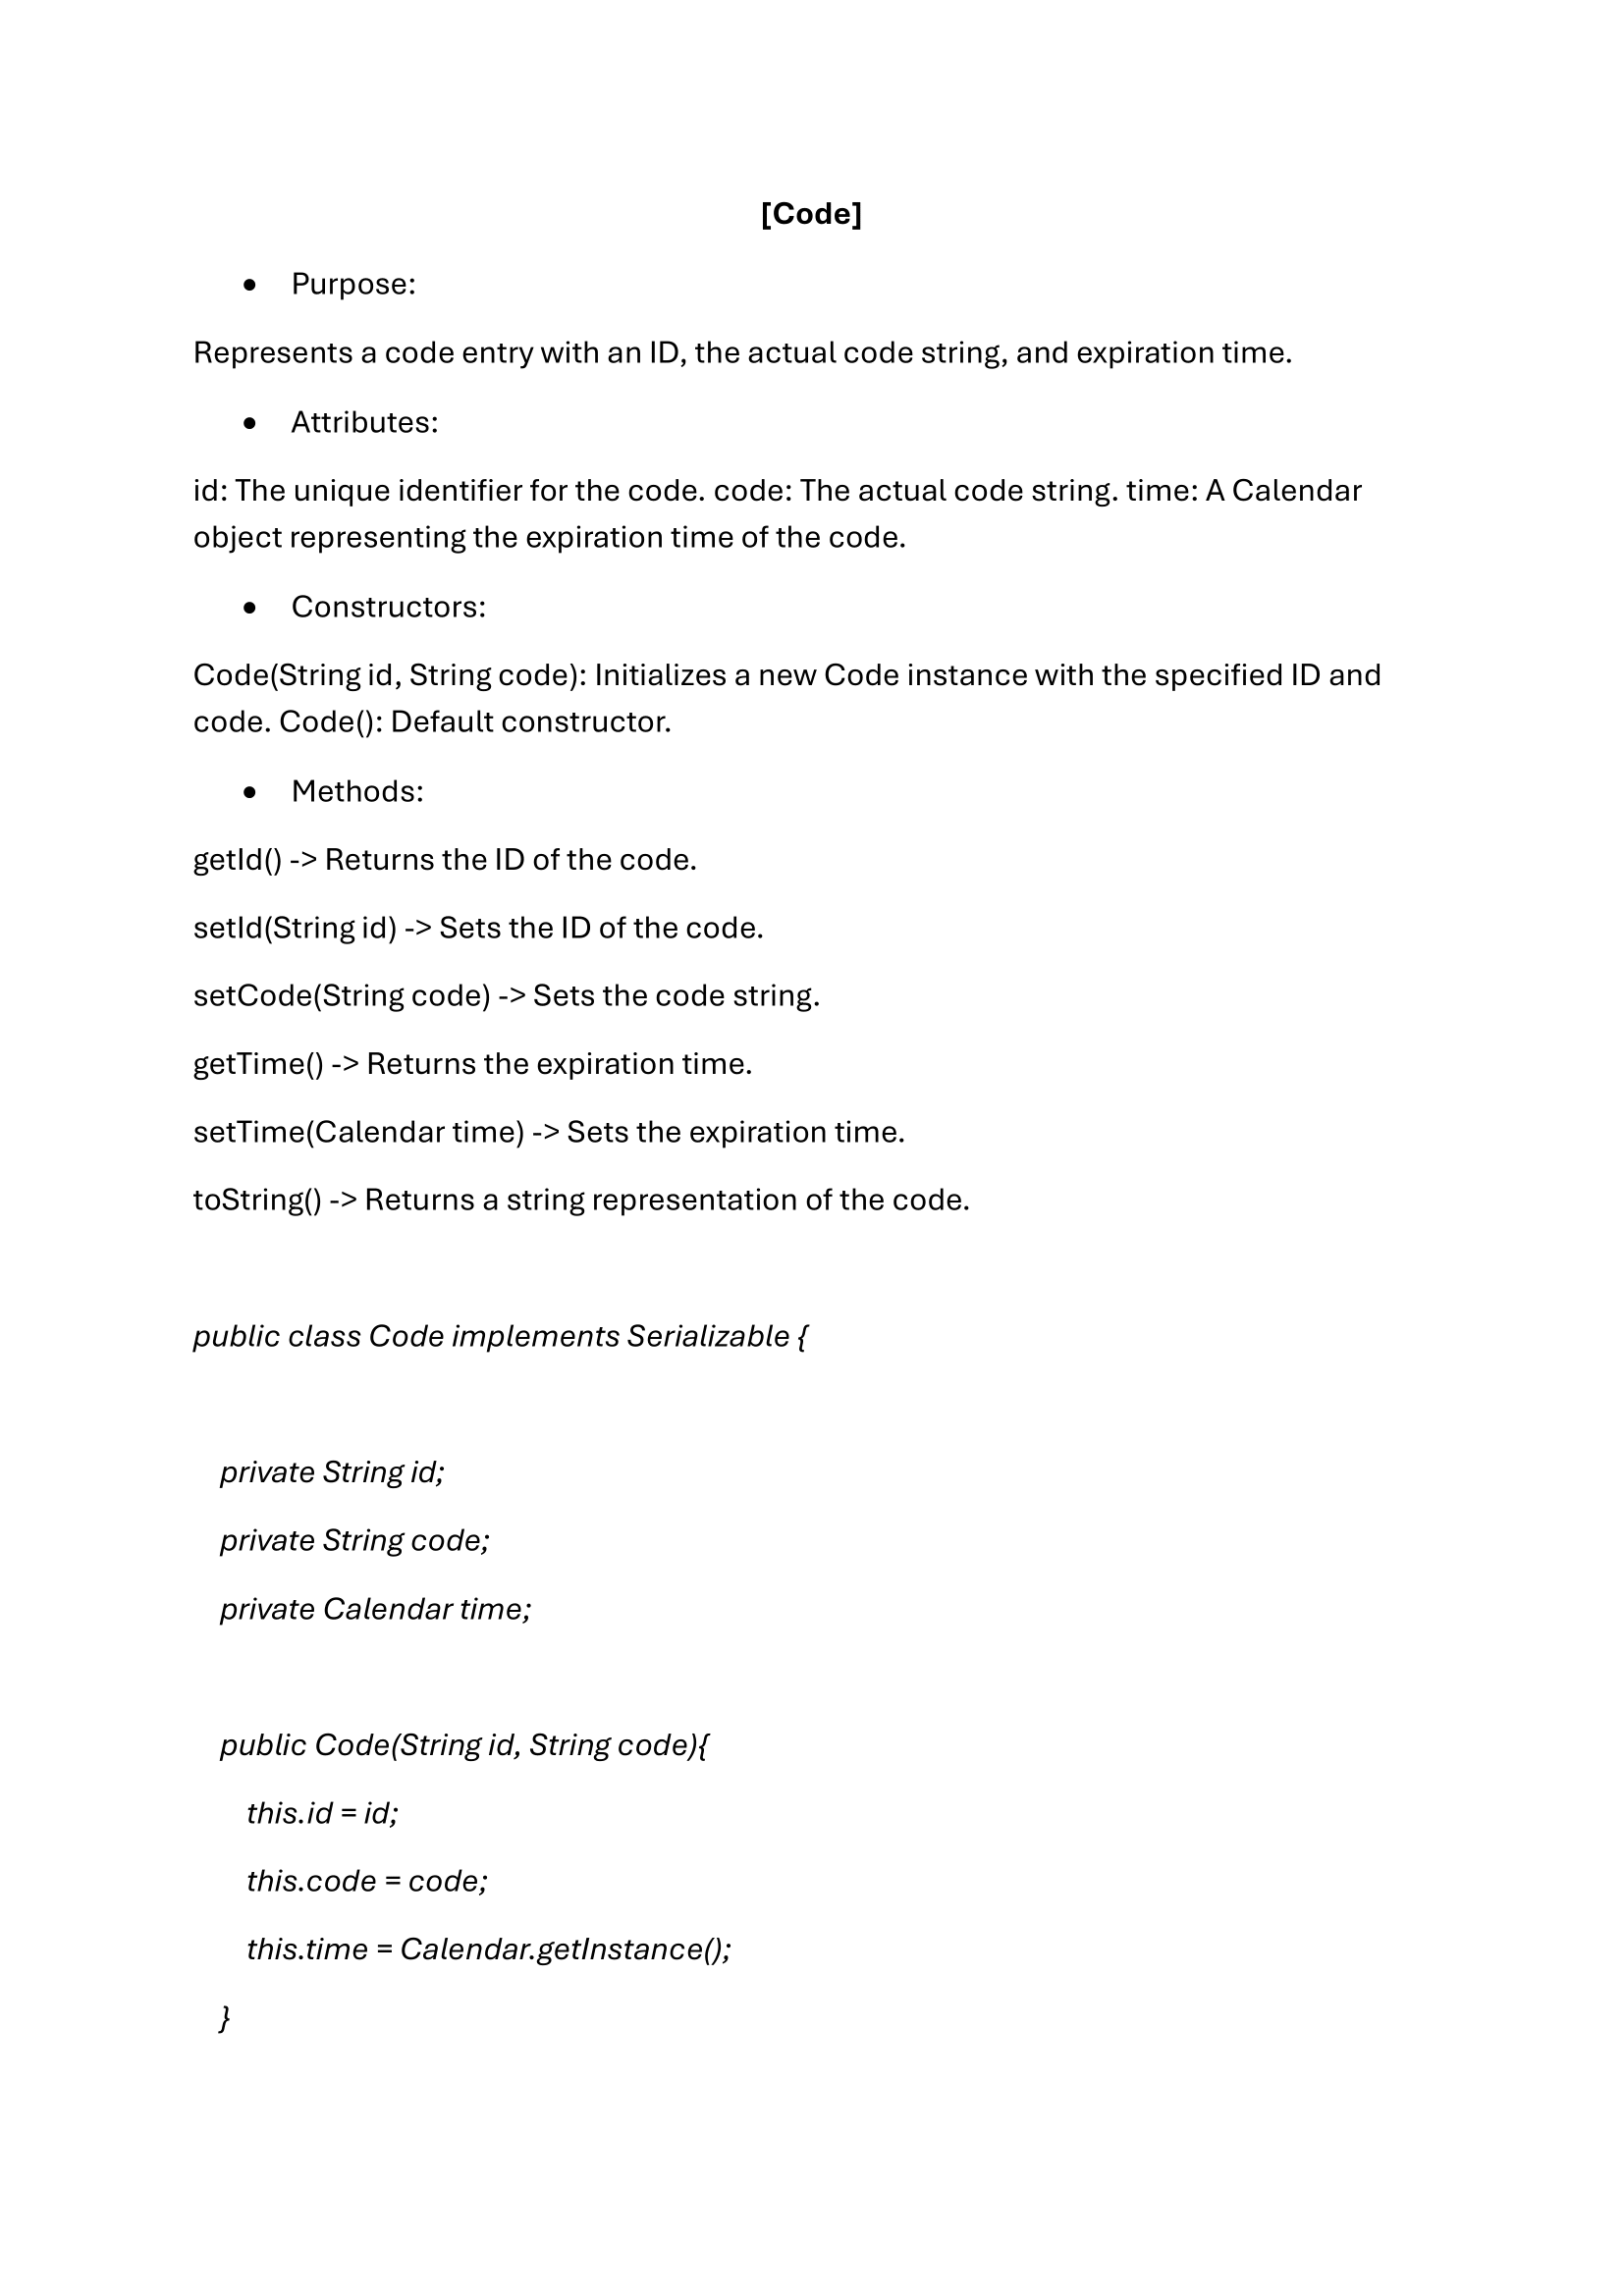 [Code]
• Purpose:
Represents a code entry with an ID, the actual code string, and expiration time.
• Attributes:
id: The unique identifier for the code. code: The actual code string. time: A Calendar
object representing the expiration time of the code.
• Constructors:
Code(String id, String code): Initializes a new Code instance with the specified ID and
code. Code(): Default constructor.
• Methods:
getId() -> Returns the ID of the code.
setId(String id) -> Sets the ID of the code.
setCode(String code) -> Sets the code string.
getTime() -> Returns the expiration time.
setTime(Calendar time) -> Sets the expiration time.
toString() -> Returns a string representation of the code.
public class Code implements Serializable {
private String id;
private String code;
private Calendar time;
public Code(String id, String code){
this.id = id;
this.code = code;
this.time = Calendar.getInstance();
}